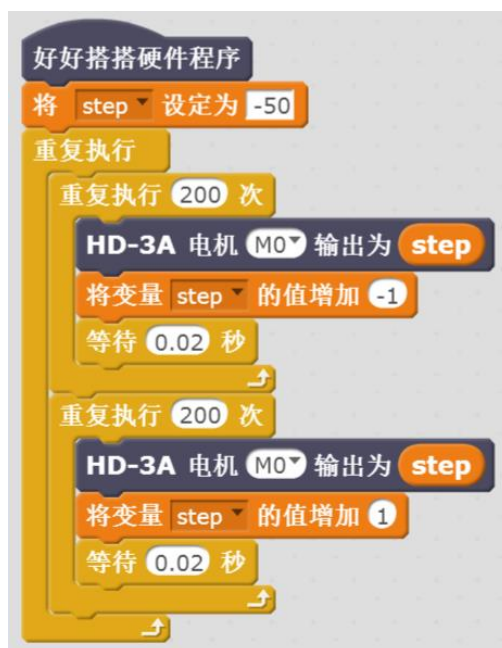 好好搭搭硬件程序
将 step 设定为 -50
重复执行
重复执行 200 次
HD-3A 电机 M0 输出为 step
将变量 step 的值增加 -1
等待 0.02 秒
重复执行 200 次
HD-3A 电机 M0 输出为 step
将变量 step 的值增加 1
等待 0.02 秒